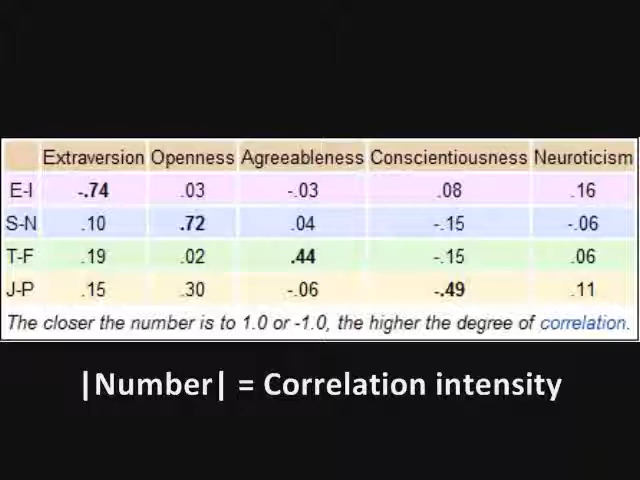 Extraversion Openness Agreeableness Conscientiousness Neuroticism
E-I -.74 .03 -.03 .08 .16
S-N .10 .72 .04 -.15 -.06
T-F .19 .02 .44 -.15 .06
J-P .15 .30 -.06 -.49 .11
The closer the number is to 1.0 or -1.0, the higher the degree of correlation.
|Number| = Correlation intensity